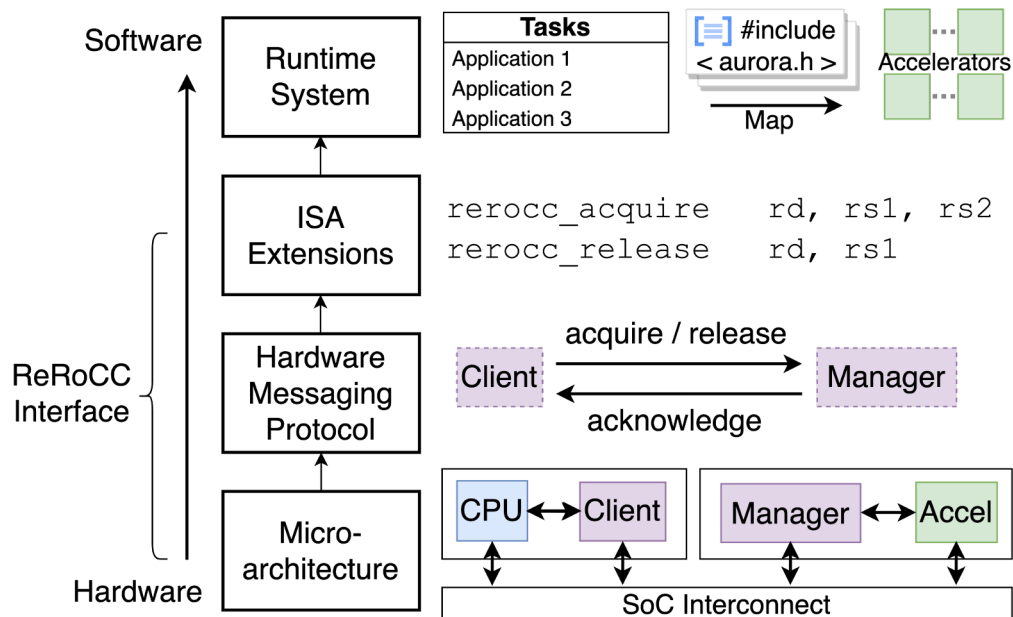 Software
Runtime
System
Tasks
Application 1
Application 2
Application 3
#include
< aurora.h >
Map
Accelerators
ISA
Extensions
rerocc_acquire rd, rs1, rs2
rerocc_release rd, rs1
ReRoCC
Interface
Hardware
Messaging
Protocol
Client
acquire / release
acknowledge
Manager
Micro-
architecture
CPU
Client
Manager
Accel
Hardware
SoC Interconnect